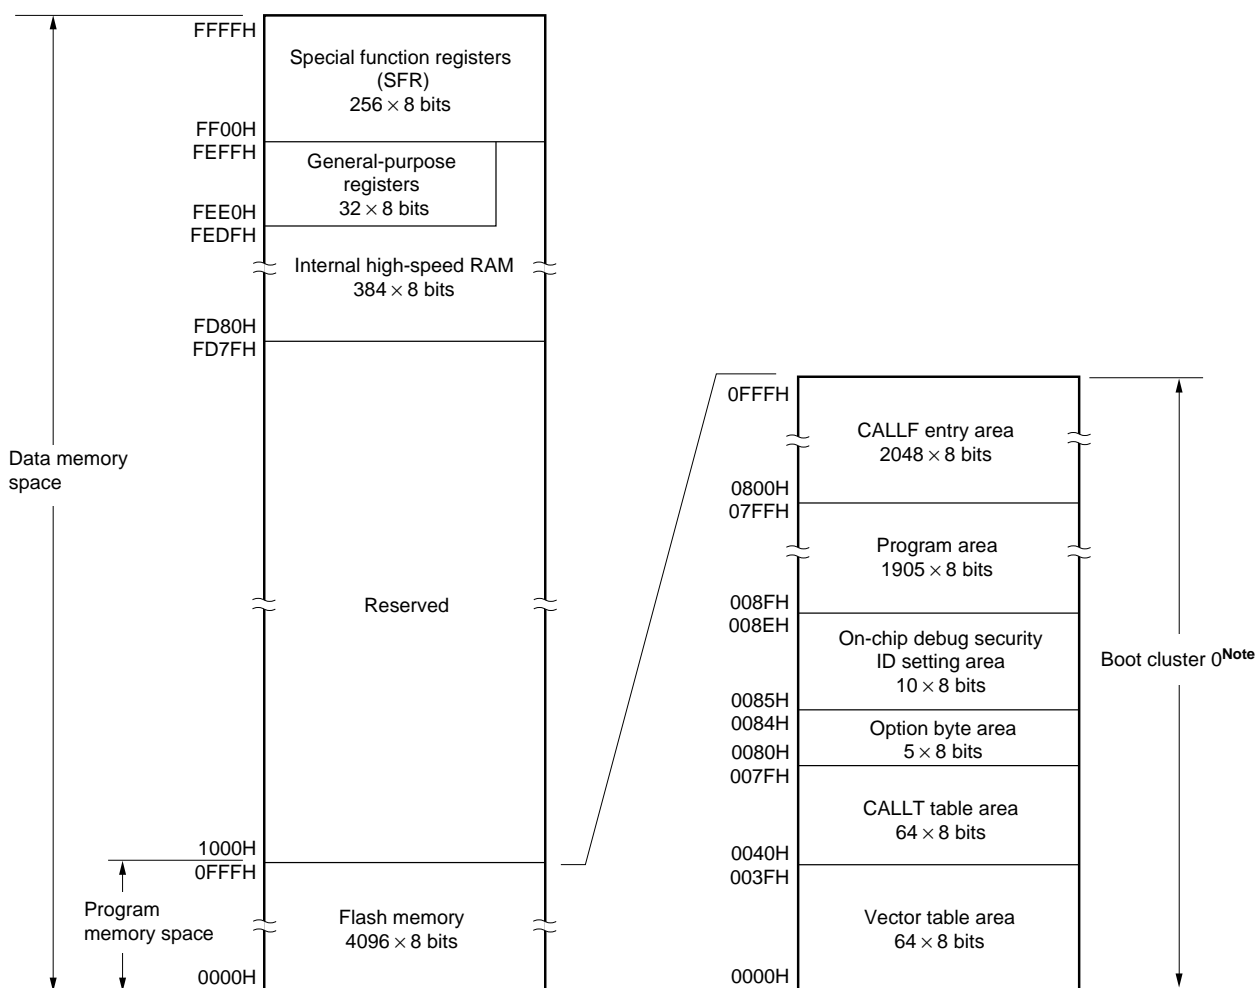 FFFFH
Special function registers
(SFR)
256 × 8 bits
FF00H
FEFFH
General-purpose
registers
32 × 8 bits
FEE0H
FEDFH
Internal high-speed RAM
384 × 8 bits
FD80H
FD7FH
Data memory
space
Reserved
1000H
0FFFH
Program
memory space
Flash memory
4096 × 8 bits
0000H
0FFFH
CALLF entry area
2048 × 8 bits
0800H
07FFH
Program area
1905 × 8 bits
008FH
008EH
On-chip debug security
ID setting area
10 × 8 bits
0085H
0084H
Option byte area
5 × 8 bits
0080H
007FH
CALLT table area
64 × 8 bits
0040H
003FH
Vector table area
64 × 8 bits
0000H
Boot cluster 0Note